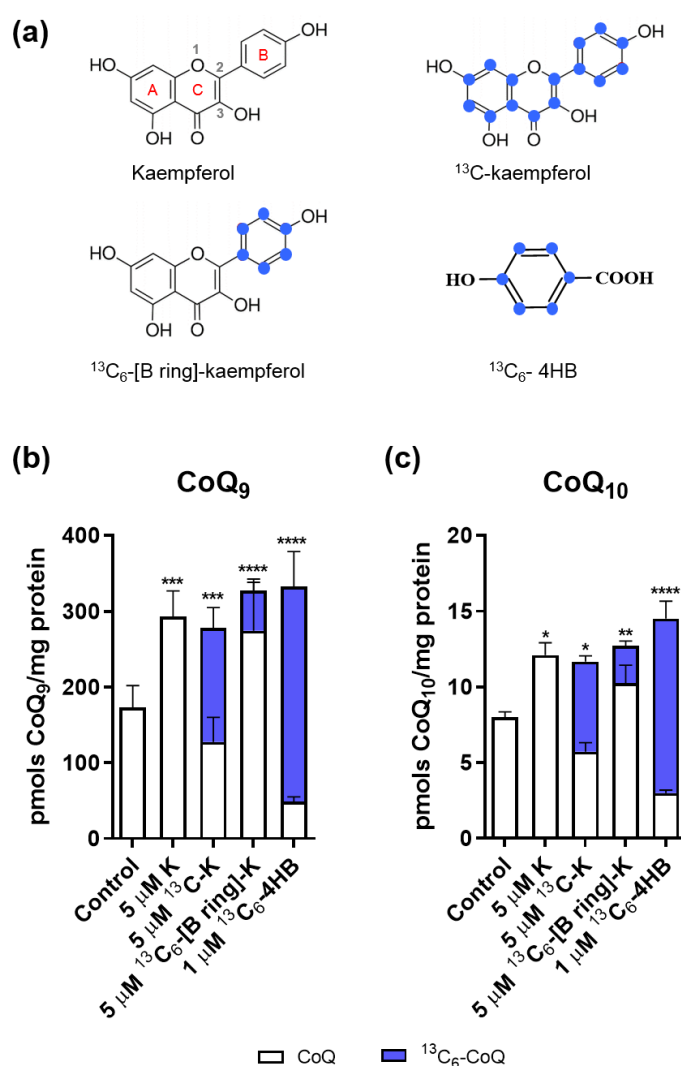 (a)
1
2
3
A
B
C
HO
O
OH
OH
O
OH
Kaempferol
HO
O
OH
OH
O
OH
¹³C-kaempferol
HO
O
OH
OH
O
OH
¹³C₆-[B ring]-kaempferol
HO
COOH
¹³C₆- 4HB
(b)
CoQ₉
pmols CoQ₉/mg protein
400
300
200
100
0
***
***
****
****
Control
5 μM K
5 μM ¹³C-K
5 μM ¹³C₆-[B ring]-K
1 μM ¹³C₆-4HB
(c)
CoQ₁₀
pmols CoQ₁₀/mg protein
20
15
10
5
0
*
*
**
****
Control
5 μM K
5 μM ¹³C-K
5 μM ¹³C₆-[B ring]-K
1 μM ¹³C₆-4HB
CoQ
¹³C₆-CoQ